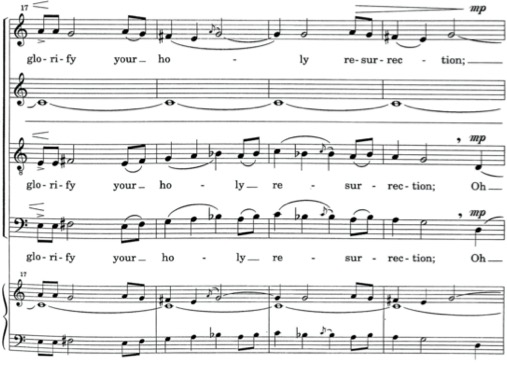 17
mp
glo - ri - fy your ho - ly re - sur - rec - tion;
mp
glo - ri - fy your ho - ly re - sur - rec - tion; Oh
mp
glo - ri - fy your ho - ly re - sur - rec - tion; Oh
17